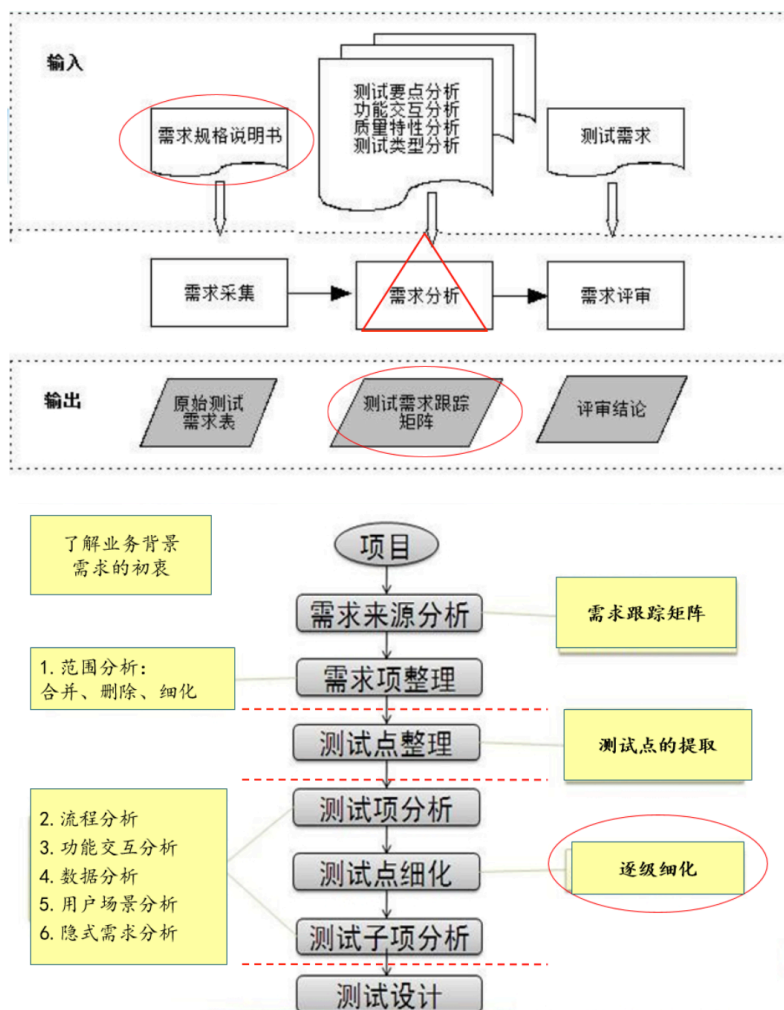 输入
需求规格说明书
测试要点分析
功能交互分析
质量特性分析
测试类型分析
测试需求
需求采集
需求分析
需求评审
输出
原始测试
需求表
测试需求跟踪
矩阵
评审结论
了解业务背景
需求的初衷
项目
需求来源分析
需求跟踪矩阵
1. 范围分析:
合并、删除、细化
需求项整理
测试点整理
测试点的提取
2. 流程分析
3. 功能交互分析
4. 数据分析
5. 用户场景分析
6. 隐式需求分析
测试项分析
测试点细化
逐级细化
测试子项分析
测试设计